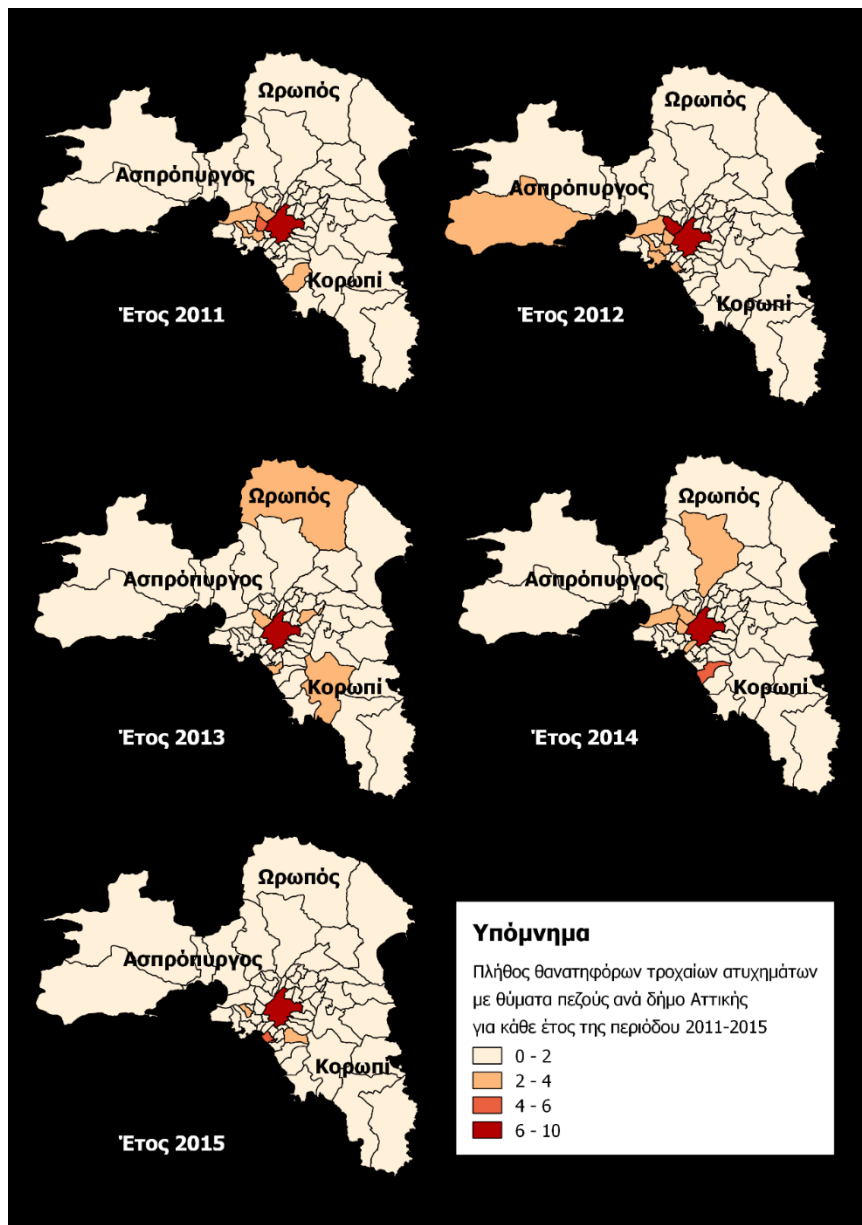 Ωρωπός
Ασπρόπυργος
Κορωπί
Έτος 2011
Ωρωπός
Ασπρόπυργος
Κορωπί
Έτος 2012
Ωρωπός
Ασπρόπυργος
Κορωπί
Έτος 2013
Ωρωπός
Ασπρόπυργος
Κορωπί
Έτος 2014
Ωρωπός
Ασπρόπυργος
Κορωπί
Έτος 2015
Υπόμνημα
Πλήθος θανατηφόρων τροχαίων ατυχημάτων
με θύματα πεζούς ανά δήμο Αττικής
για κάθε έτος της περιόδου 2011-2015
0 - 2
2 - 4
4 - 6
6 - 10